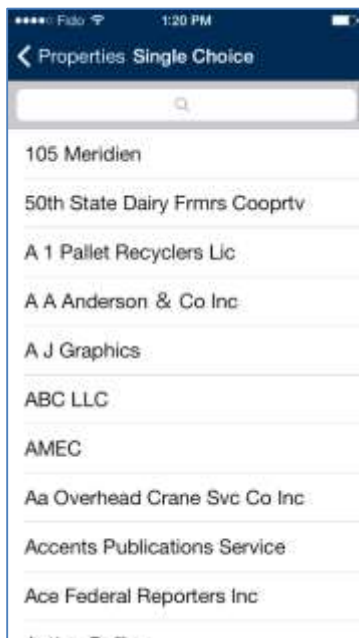 Fido 1:20 PM
Properties Single Choice
105 Meridien
50th State Dairy Frmrs Cooprtv
A 1 Pallet Recyclers Llc
A A Anderson & Co Inc
A J Graphics
ABC LLC
AMEC
Aa Overhead Crane Svc Co Inc
Accents Publications Service
Ace Federal Reporters Inc